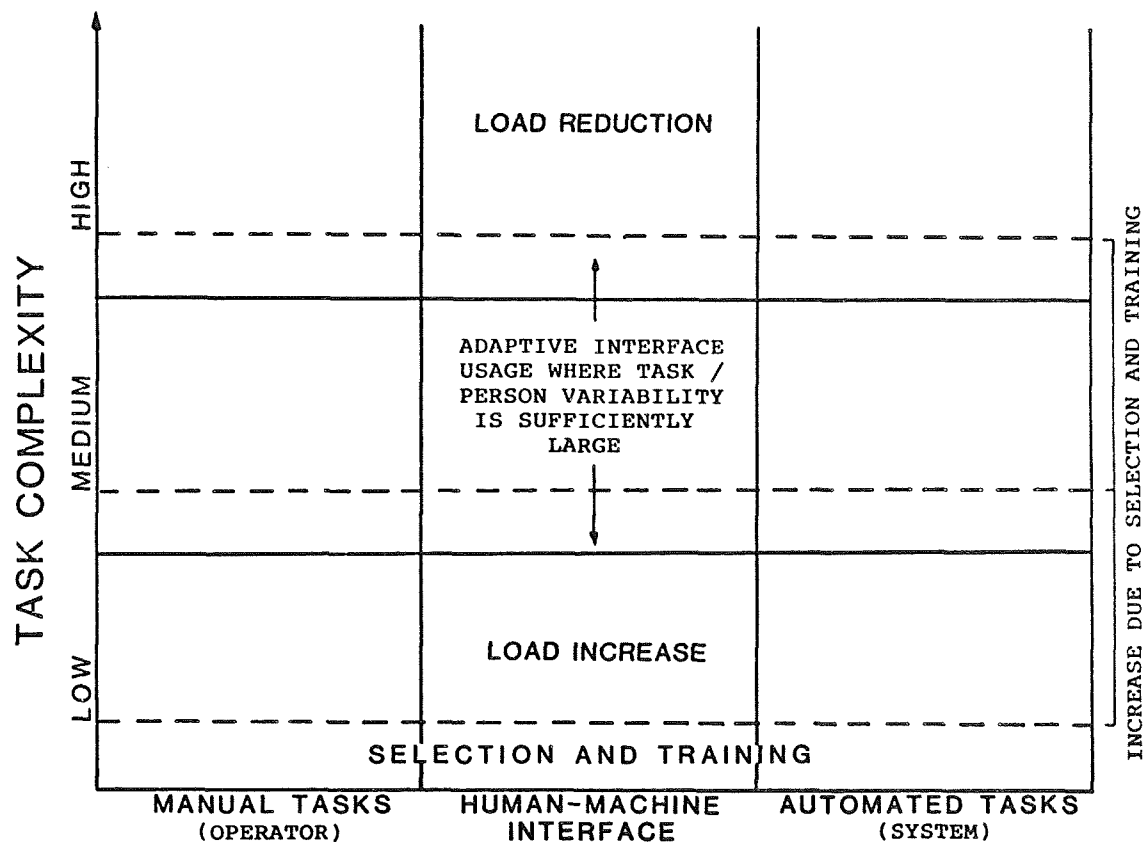 LOAD REDUCTION
HIGH
TASK COMPLEXITY
MEDIUM
ADAPTIVE INTERFACE
USAGE WHERE TASK /
PERSON VARIABILITY
IS SUFFICIENTLY
LARGE
LOAD INCREASE
LOW
SELECTION AND TRAINING
INCREASE DUE TO SELECTION AND TRAINING
MANUAL TASKS
(OPERATOR)
HUMAN-MACHINE
INTERFACE
AUTOMATED TASKS
(SYSTEM)